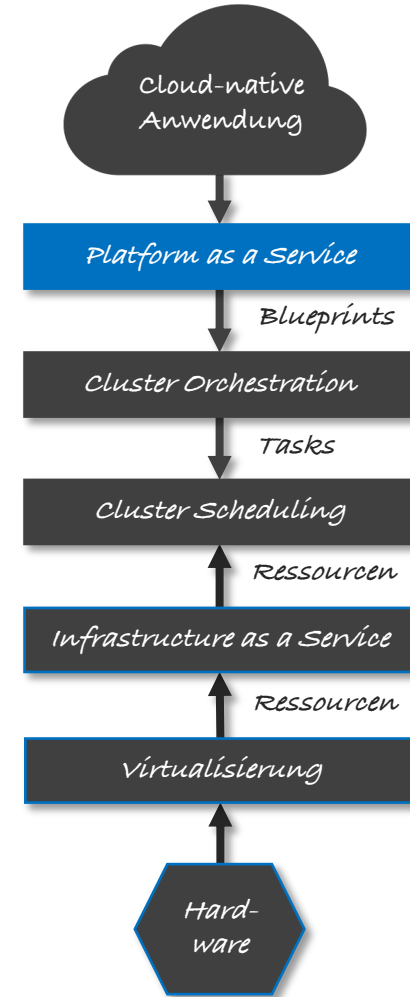 Cloud-native
Anwendung
Platform as a Service
Blueprints
Cluster Orchestration
Tasks
Cluster Scheduling
Ressourcen
Infrastructure as a Service
Ressourcen
Virtualisierung
Hard-
ware